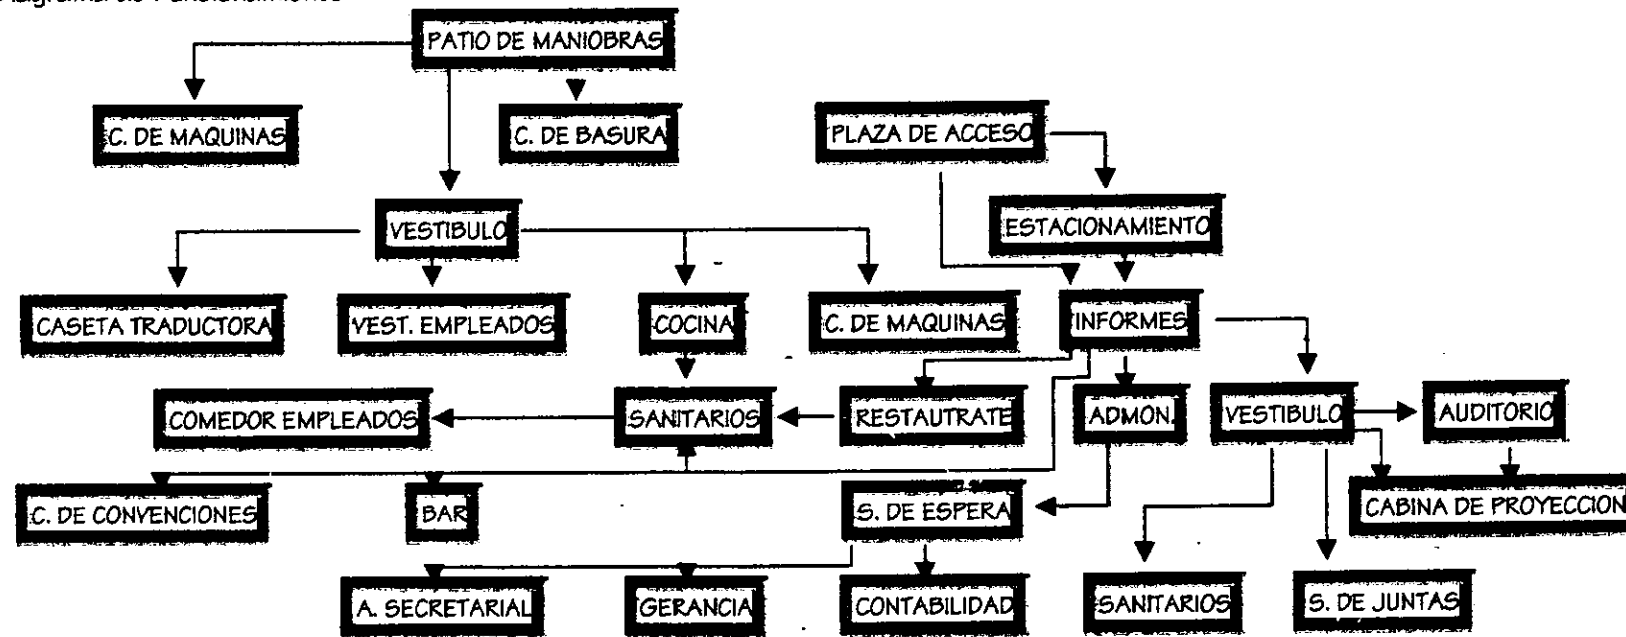 PATIO DE MANIOBRAS
C. DE MAQUINAS
C. DE BASURA
PLAZA DE ACCESO
VESTIBULO
ESTACIONAMIENTO
CASETA TRADUCTORA
VEST. EMPLEADOS
COCINA
C. DE MAQUINAS
INFORMES
COMEDOR EMPLEADOS
SANITARIOS
RESTAUTRATE
ADMON.
VESTIBULO
AUDITORIO
C. DE CONVENCIONES
BAR
S. DE ESPERA
CABINA DE PROYECCION
A. SECRETARIAL
GERANCIA
CONTABILIDAD
SANITARIOS
S. DE JUNTAS